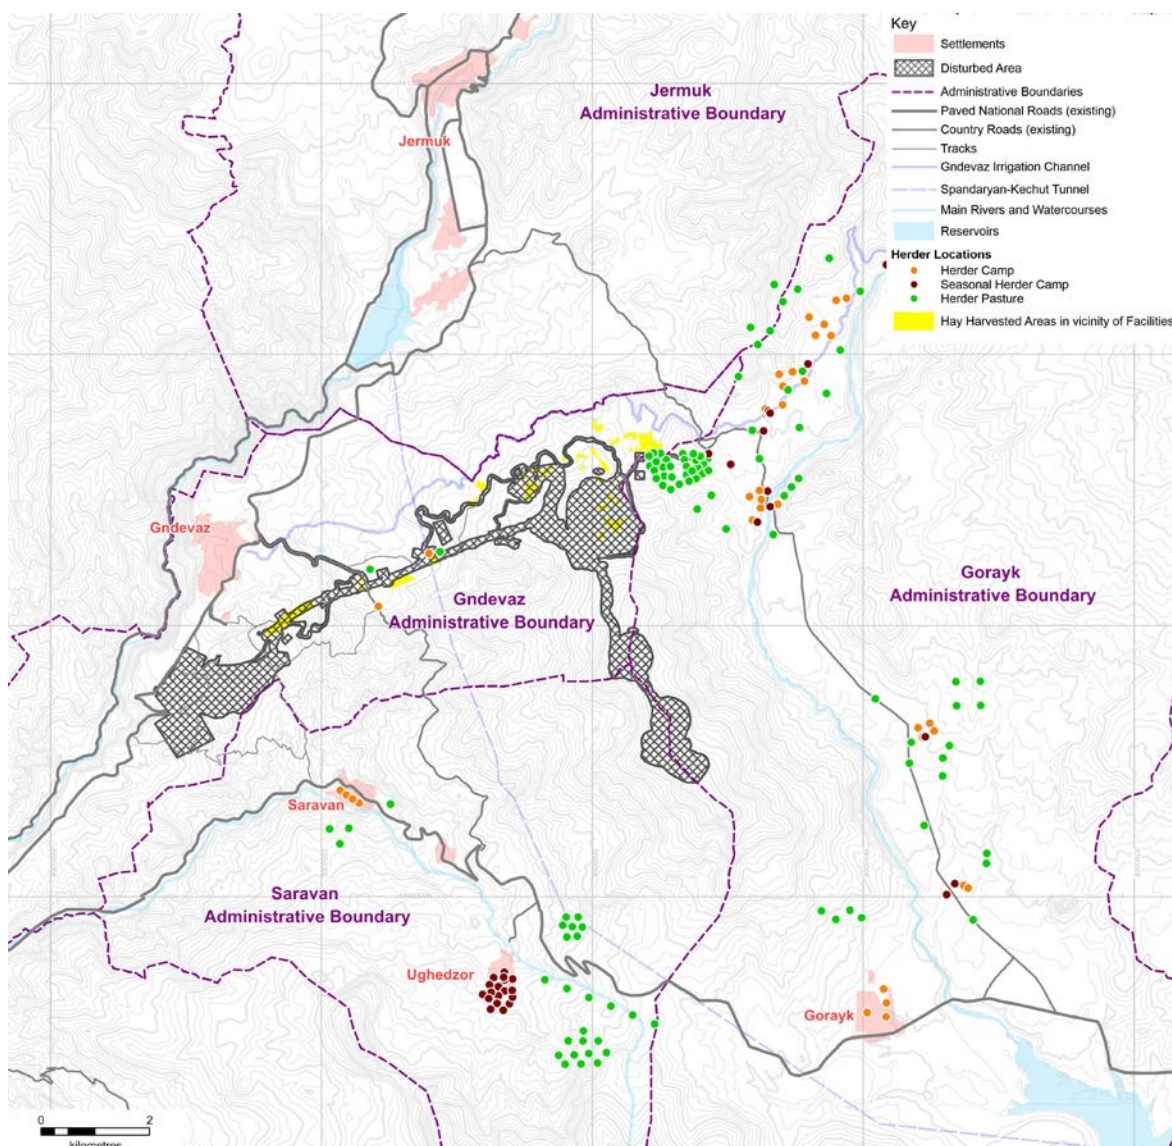 Key
Settlements
Disturbed Area
Administrative Boundaries
Paved National Roads (existing)
Country Roads (existing)
Tracks
Gndevaz Irrigation Channel
Spandaryan-Kechut Tunnel
Main Rivers and Watercourses
Reservoirs
Herder Locations
Herder Camp
Seasonal Herder Camp
Herder Pasture
Hay Harvested Areas in vicinity of Facilities
Jermuk
Administrative Boundary
Jermuk
Gndevaz
Gndevaz
Administrative Boundary
Gorayk
Administrative Boundary
Saravan
Saravan
Administrative Boundary
Ughedzor
Gorayk
0 2
kilometres